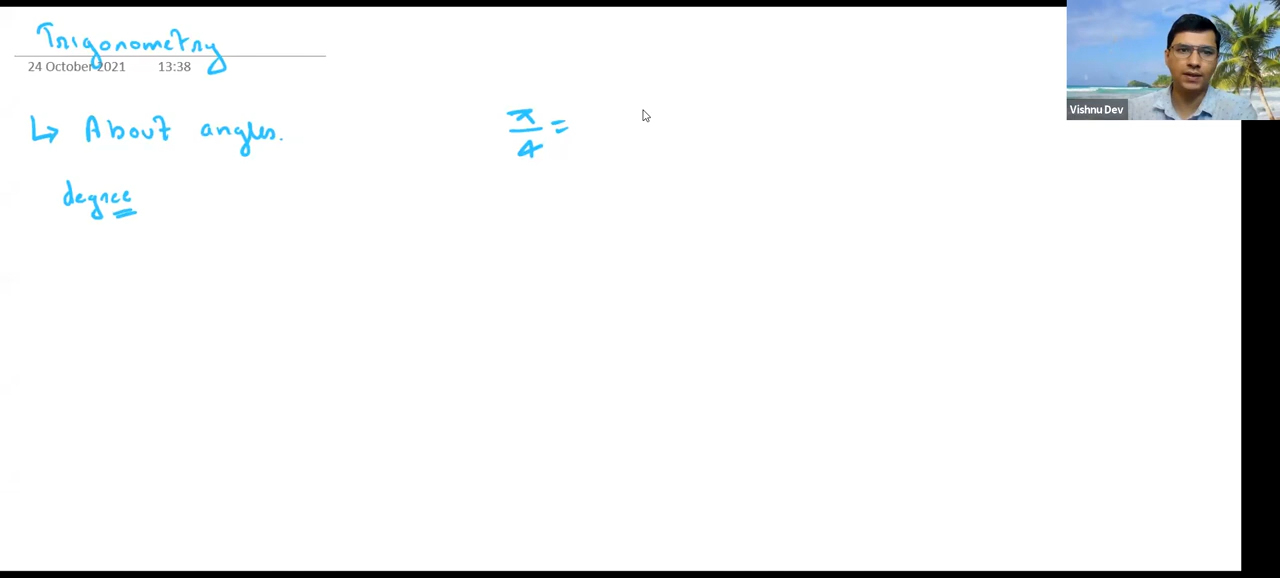 Trigonometry
24 October 2021 13:38
↳ About angles.
π/4 =
degree
Vishnu Dev